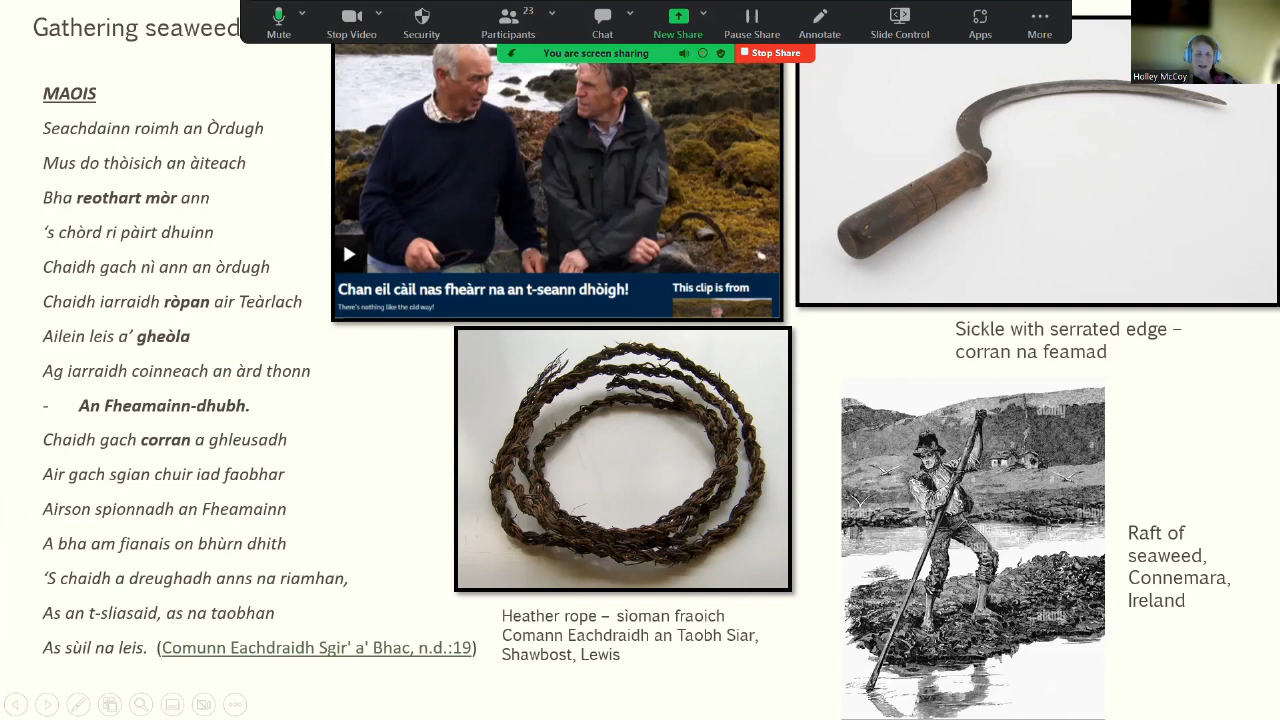 Gathering seaweed
Mute
Stop Video
Security
Participants
23
Chat
New Share
Pause Share
Annotate
Slide Control
Apps
More
You are screen sharing
Stop Share
Holley McCoy
MAOIS
Seachdainn roimh an Òrdugh
Mus do thòisich an àiteach
Bha reothart mòr ann
‘s chòrd ri pàirt dhuinn
Chaidh gach nì ann an òrdugh
Chaidh iarraidh ròpan air Teàrlach
Ailein leis a’ gheòla
Ag iarraidh coinneach an àrd thonn
- An Fheamainn-dhubh.
Chaidh gach corran a ghleusadh
Air gach sgian chuir iad faobhar
Airson spionnadh an Fheamainn
A bha am fianais on bhùrn dhith
‘S chaidh a dreughadh anns na riamhan,
As an t-sliasaid, as na taobhan
As sùil na leis. (Comunn Eachdraidh Sgir' a' Bhac, n.d.:19)
Chan eil càil nas fheàrr na an t-seann dhòigh!
There's nothing like the old way!
This clip is from
Heather rope – sìoman fraoich
Comann Eachdraidh an Taobh Siar,
Shawbost, Lewis
Sickle with serrated edge –
corran na feamad
alamy
alamy
alamy
Raft of
seaweed,
Connemara,
Ireland